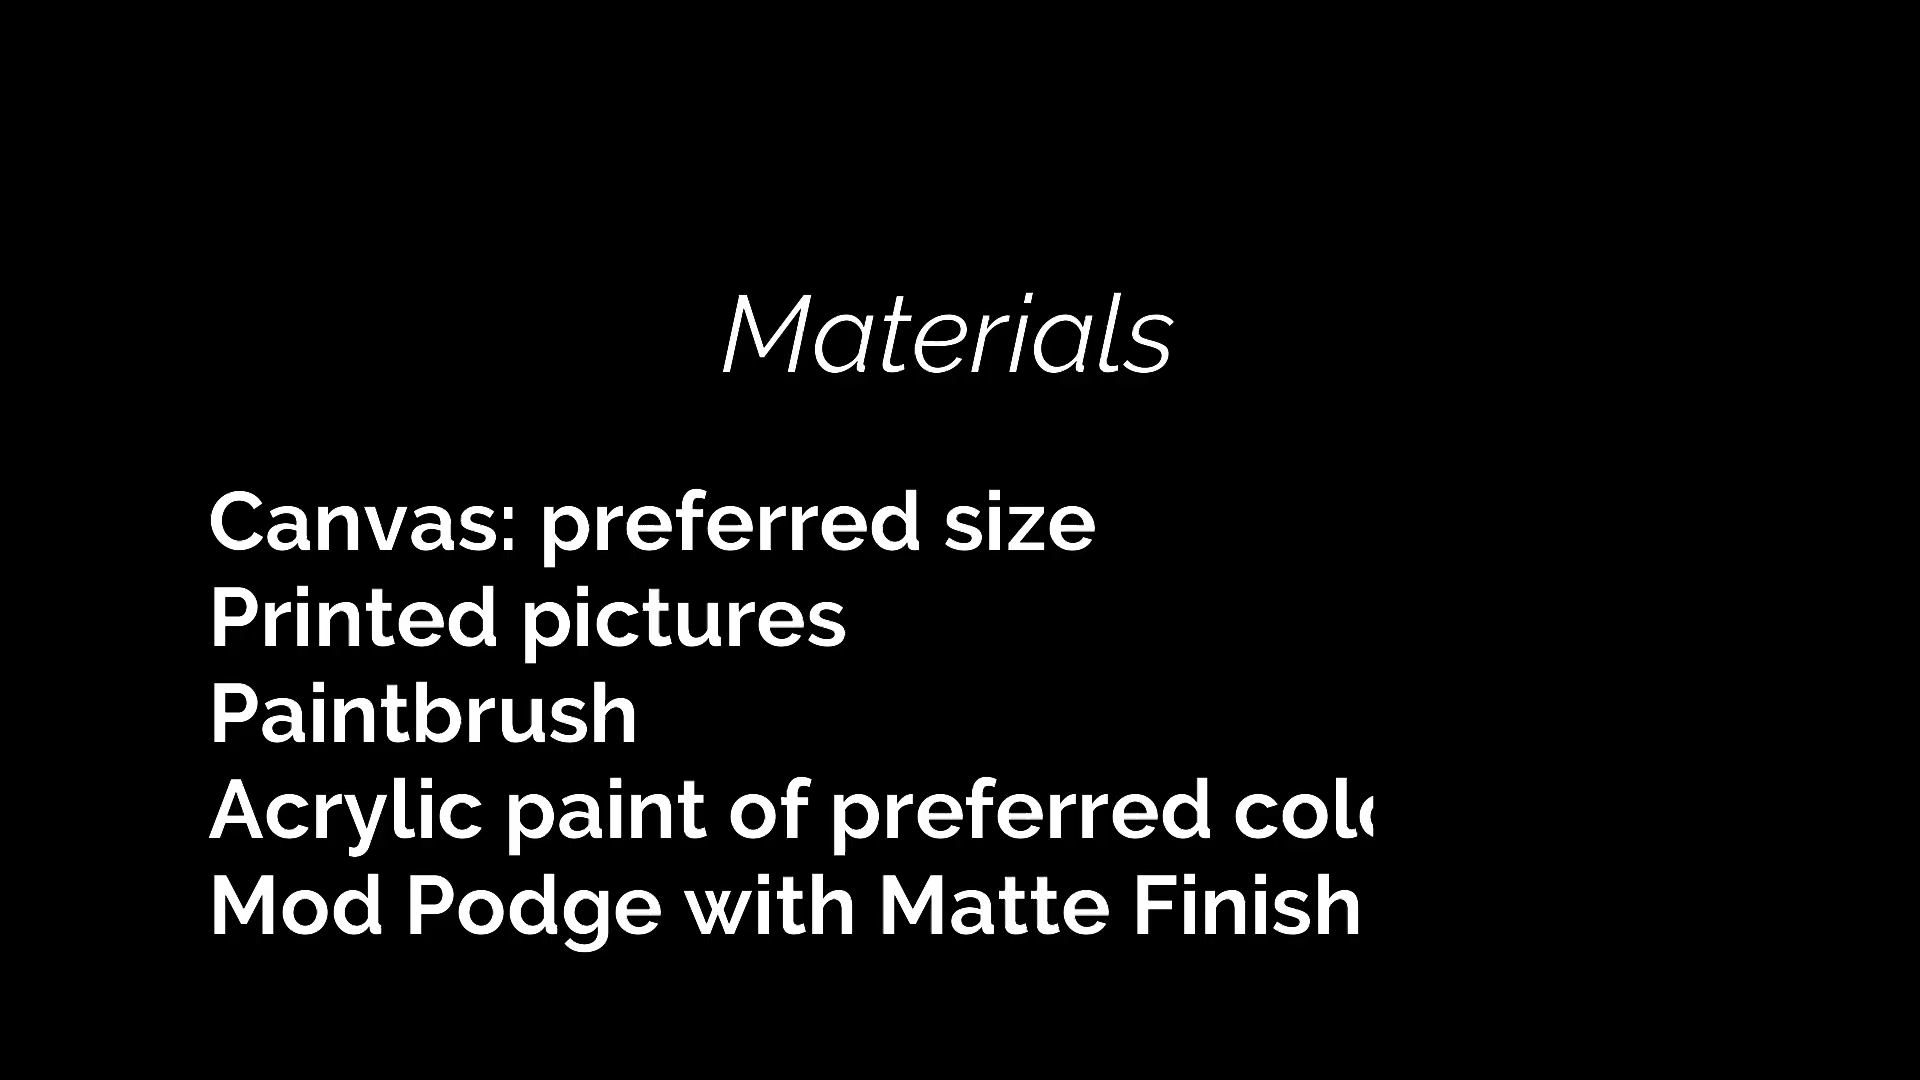 Materials
Canvas: preferred size
Printed pictures
Paintbrush
Acrylic paint of preferred
Mod Podge with Matte Finish